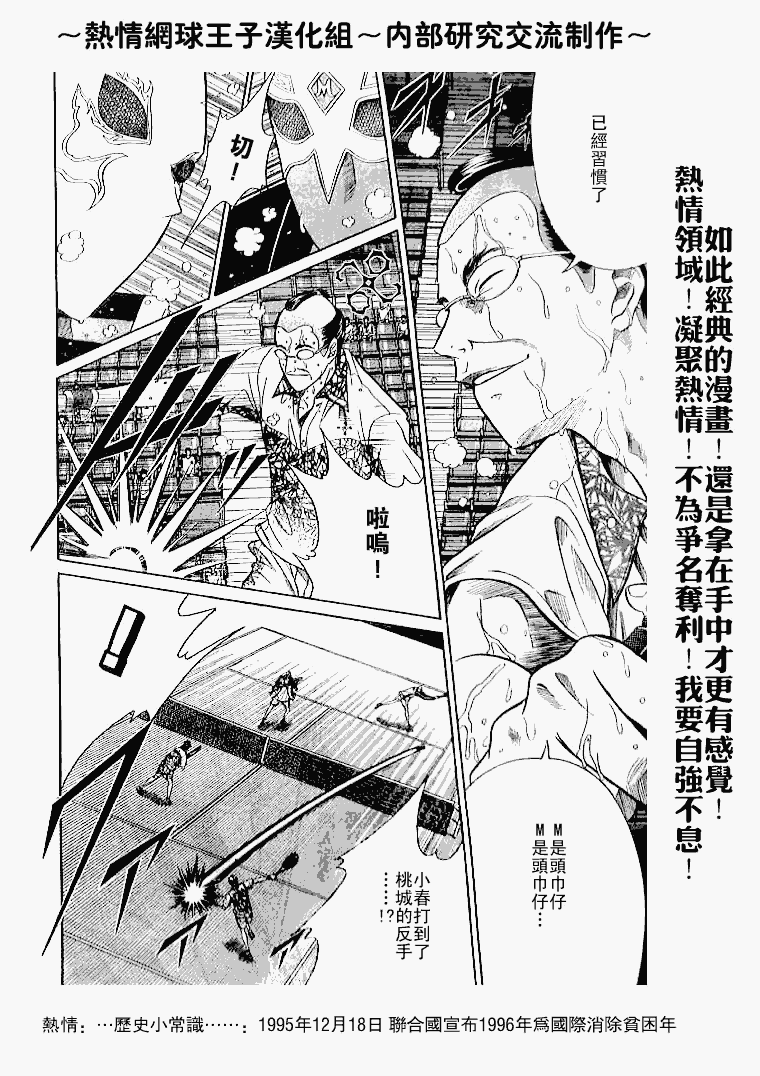 ～熱情網球王子漢化組～内部研究交流制作～
已經習慣了
切！
啦嗚！
！
M是頭巾仔
M是頭巾仔…
小春打到了
桃城的反手
……!?
如此經典的漫畫！還是拿在手中才更有感覺！
熱情領域！凝聚熱情！不為爭名奪利！我要自強不息！
熱情：…歷史小常識……：1995年12月18日 聯合國宣布1996年爲國際消除貧困年